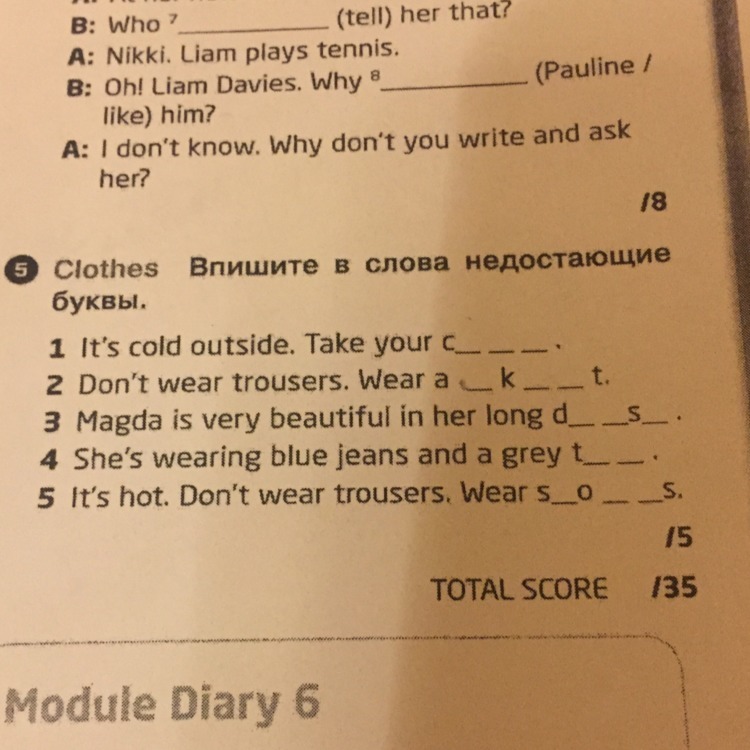 B: Who ⁷__________ (tell) her that?
A: Nikki. Liam plays tennis.
B: Oh! Liam Davies. Why ⁸__________ (Pauline /
like) him?
A: I don't know. Why don't you write and ask
her?
/8
5 Clothes Впишите в слова недостающие
буквы.
1 It's cold outside. Take your c_ _ _ .
2 Don't wear trousers. Wear a _ k _ _ t.
3 Magda is very beautiful in her long d_ _s_ .
4 She's wearing blue jeans and a grey t_ _ .
5 It's hot. Don't wear trousers. Wear s_o _ _s.
/5
TOTAL SCORE /35
Module Diary 6